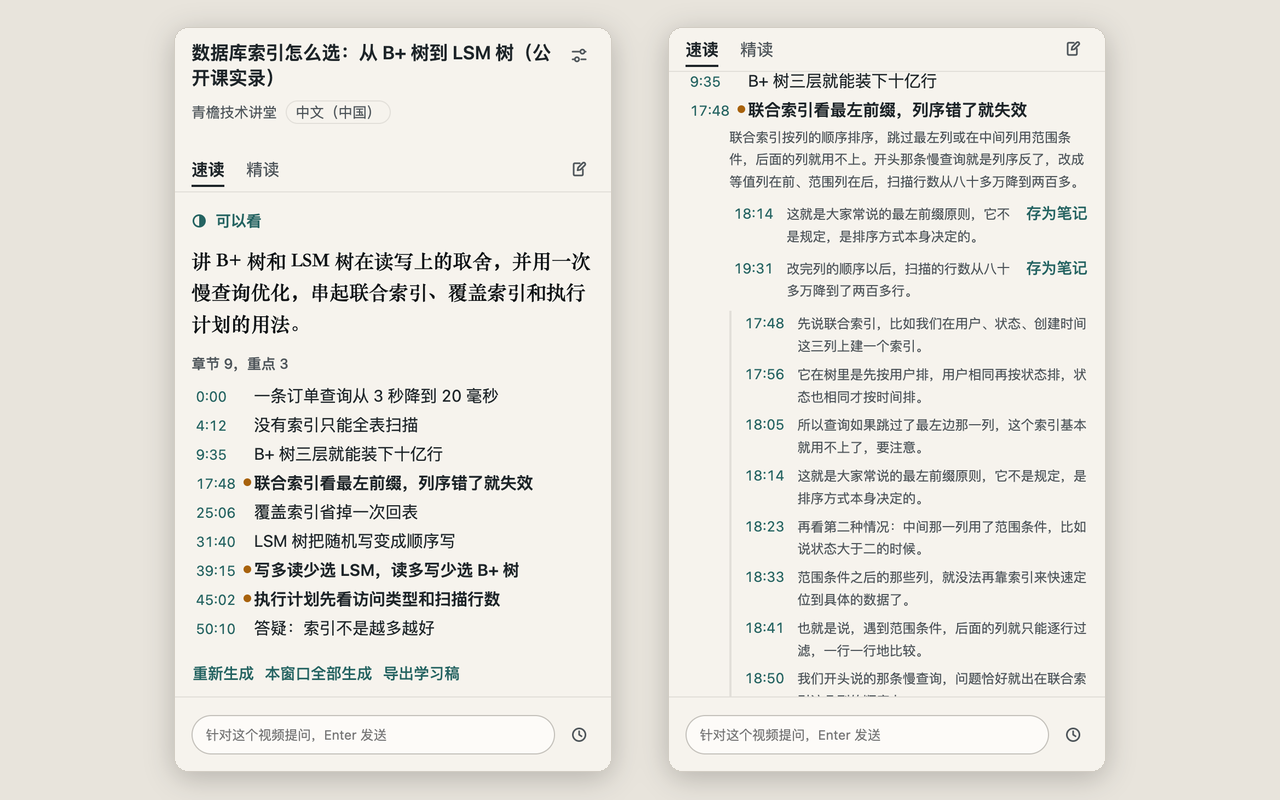 数据库索引怎么选：从 B+ 树到 LSM 树（公
开课实录）
青檐技术讲堂
中文（中国）
速读
精读
可以看
讲 B+ 树和 LSM 树在读写上的取舍，并用一次
慢查询优化，串起联合索引、覆盖索引和执行
计划的用法。
章节 9，重点 3
0:00 一条订单查询从 3 秒降到 20 毫秒
4:12 没有索引只能全表扫描
9:35 B+ 树三层就能装下十亿行
17:48 联合索引看最左前缀，列序错了就失效
25:06 覆盖索引省掉一次回表
31:40 LSM 树把随机写变成顺序写
39:15 写多读少选 LSM，读多写少选 B+ 树
45:02 执行计划先看访问类型和扫描行数
50:10 答疑：索引不是越多越好
重新生成 本窗口全部生成 导出学习稿
针对这个视频提问，Enter 发送
速读
精读
9:35 B+ 树三层就能装下十亿行
17:48 联合索引看最左前缀，列序错了就失效
联合索引按列的顺序排序，跳过最左列或在中间列用范围条
件，后面的列就用不上。开头那条慢查询就是列序反了，改成
等值列在前、范围列在后，扫描行数从八十多万降到两百多。
18:14 这就是大家常说的最左前缀原则，它不 存为笔记
是规定，是排序方式本身决定的。
19:31 改完列的顺序以后，扫描的行数从八十 存为笔记
多万降到了两百多行。
17:48 先说联合索引，比如我们在用户、状态、创建时间
这三列上建一个索引。
17:56 它在树里是先按用户排，用户相同再按状态排，状
态也相同才按时间排。
18:05 所以查询如果跳过了最左边那一列，这个索引基本
就用不上了，要注意。
18:14 这就是大家常说的最左前缀原则，它不是规定，是
排序方式本身决定的。
18:23 再看第二种情况：中间那一列用了范围条件，比如
说状态大于二的时候。
18:33 范围条件之后的那些列，就没法再靠索引来快速定
位到具体的数据了。
18:41 也就是说，遇到范围条件，后面的列就只能逐行过
滤，一行一行地比较。
18:50 我们开头说的那条慢查询，问题恰好就出在联合索
针对这个视频提问，Enter 发送